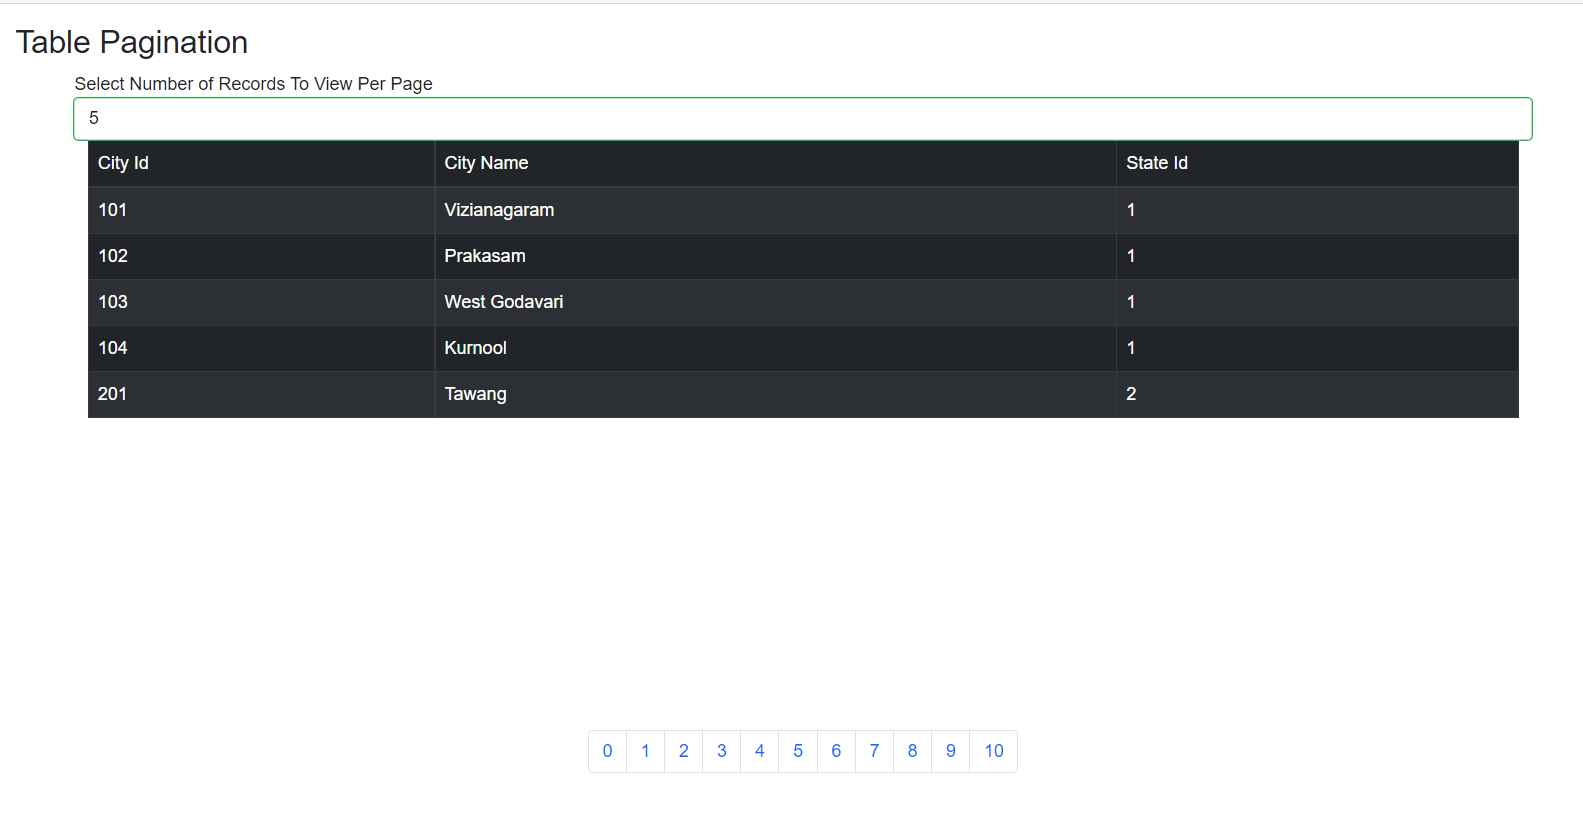 Table Pagination
Select Number of Records To View Per Page
5
City Id City Name State Id
101 Vizianagaram 1
102 Prakasam 1
103 West Godavari 1
104 Kurnool 1
201 Tawang 2
0 1 2 3 4 5 6 7 8 9 10